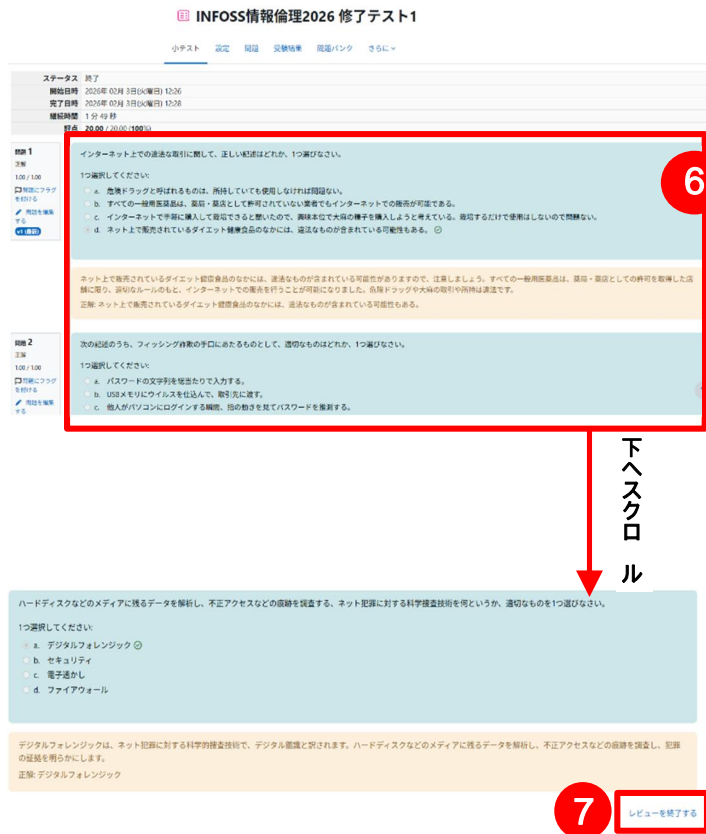 INFOSS情報倫理2026 修了テスト1
小テスト 設定 問題 受験結果 問題バンク さらに
ステータス 終了
開始日時 2026年 02月 3日(火曜日) 12:26
完了日時 2026年 02月 3日(火曜日) 12:28
継続時間 1 分 49 秒
評点 20.00 / 20.00 (100%)
問題 1
正解
1.00 / 1.00
問題にフラグ
を付ける
問題を編集
する
v1 (最新)
インターネット上での違法な取引に関して、正しい記述はどれか、1つ選びなさい。
1つ選択してください:
a. 危険ドラッグと呼ばれるものは、所持していても使用しなければ問題ない。
b. すべての一般用医薬品は、薬局・薬店として許可されていない業者でもインターネットでの販売が可能である。
c. インターネットで手軽に購入して栽培できると聞いたので、興味本位で大麻の種子を購入しようと考えている。栽培するだけで使用はしないので問題ない。
d. ネット上で販売されているダイエット健康食品のなかには、違法なものが含まれている可能性もある。
6
ネット上で販売されているダイエット健康食品のなかには、違法なものが含まれている可能性がありますので、注意しましょう。すべての一般用医薬品は、薬局・薬店としての許可を取得した店
舗に限り、適切なルールのもと、インターネットでの販売を行うことが可能になりました。危険ドラッグや大麻の取引や所持は違法です。
正解: ネット上で販売されているダイエット健康食品のなかには、違法なものが含まれている可能性もある。
問題 2
正解
1.00 / 1.00
問題にフラグ
を付ける
問題を編集
する
次の記述のうち、フィッシング詐欺の手口にあたるものとして、適切なものはどれか、1つ選びなさい。
1つ選択してください:
a. パスワードの文字列を総当たりで入力する。
b. USBメモリにウイルスを仕込んで、取引先に渡す。
c. 他人がパソコンにログインする瞬間、指の動きを見てパスワードを推測する。
下へスクロール
ハードディスクなどのメディアに残るデータを解析し、不正アクセスなどの痕跡を調査する、ネット犯罪に対する科学捜査技術を何というか、適切なものを1つ選びなさい。
1つ選択してください:
a. デジタルフォレンジック
b. セキュリティ
c. 電子透かし
d. ファイアウォール
デジタルフォレンジックは、ネット犯罪に対する科学的捜査技術で、デジタル鑑識と訳されます。ハードディスクなどのメディアに残るデータを解析し、不正アクセスなどの痕跡を調査し、犯罪
の証拠を明らかにします。
正解: デジタルフォレンジック
7
レビューを終了する